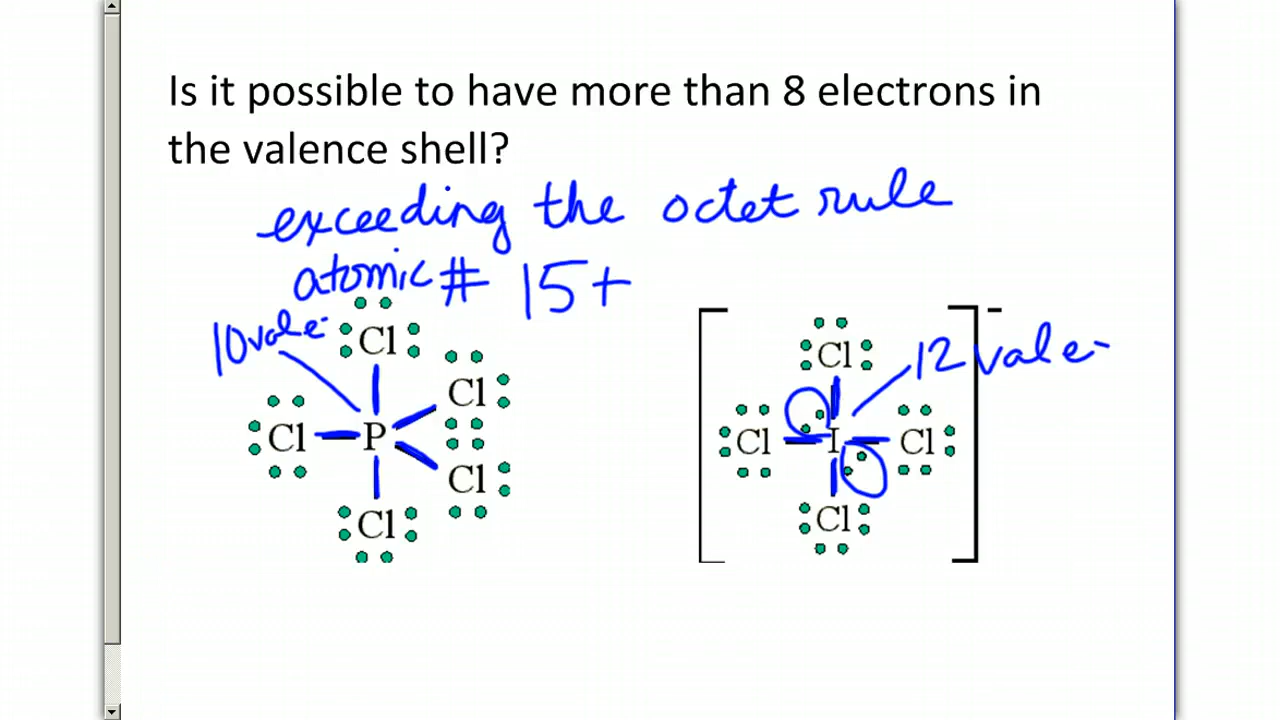 Is it possible to have more than 8 electrons in
the valence shell?
exceeding the octet rule
atomic # 15+
10 val e-
Cl
Cl
Cl P
Cl
Cl
-
12 val e-
Cl
Cl I Cl
Cl